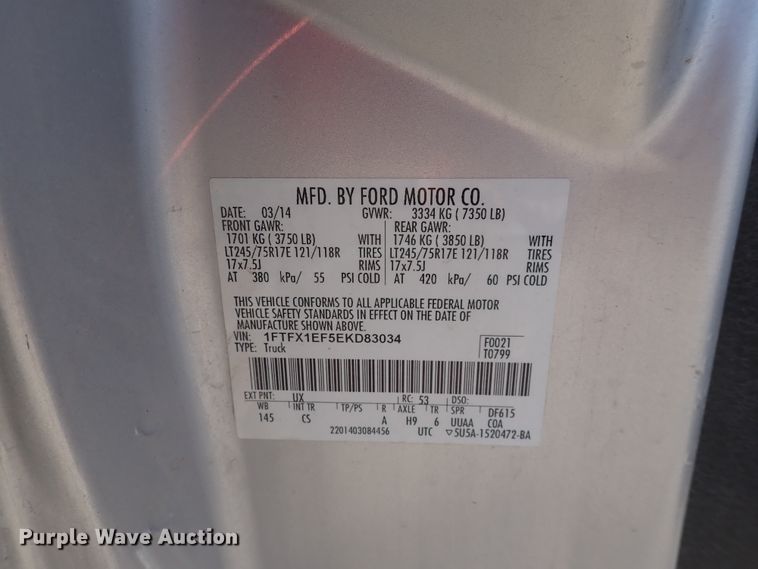 MFD. BY FORD MOTOR CO.
DATE: 03/14 GVWR: 3334 KG ( 7350 LB)
FRONT GAWR: REAR GAWR:
1701 KG ( 3750 LB) WITH 1746 KG ( 3850 LB) WITH
LT245/75R17E 121/118R TIRES LT245/75R17E 121/118R TIRES
17x7.5J RIMS 17x7.5J RIMS
AT 380 kPa/ 55 PSI COLD AT 420 kPa/ 60 PSI COLD
THIS VEHICLE CONFORMS TO ALL APPLICABLE FEDERAL MOTOR
VEHICLE SAFETY STANDARDS IN EFFECT ON THE DATE OF
MANUFACTURE SHOWN ABOVE.
VIN: 1FTFX1EF5EKD83034 F0021
TYPE: Truck T0799
EXT PNT: UX RC: 53 DSO:
WB INT TR TP/PS R AXLE TR SPR DF615
145 CS A H9 6 UUAA COA
2201403084456 UTC ▽5U5A-1520472-BA
Purple Wave Auction